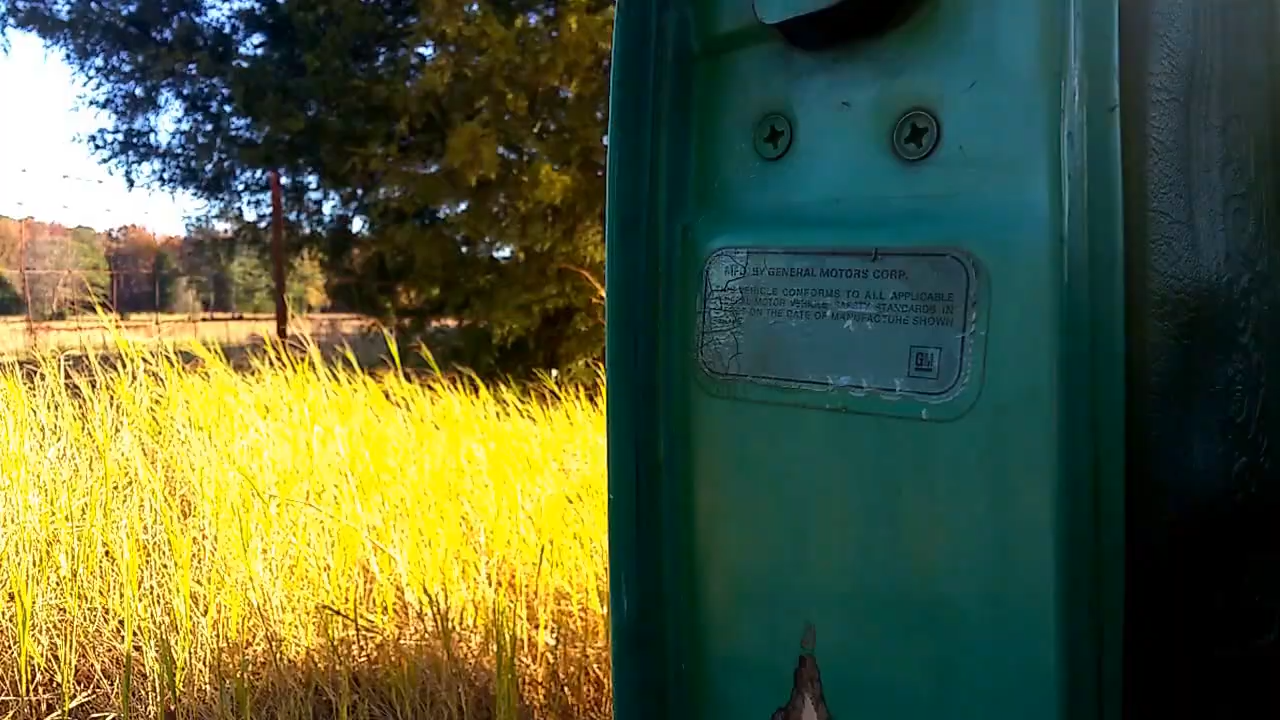 MFD. BY GENERAL MOTORS CORP.
VEHICLE CONFORMS TO ALL APPLICABLE
MOTOR VEHICLE SAFETY STANDARDS IN
ON THE DATE OF MANUFACTURE SHOWN
GM